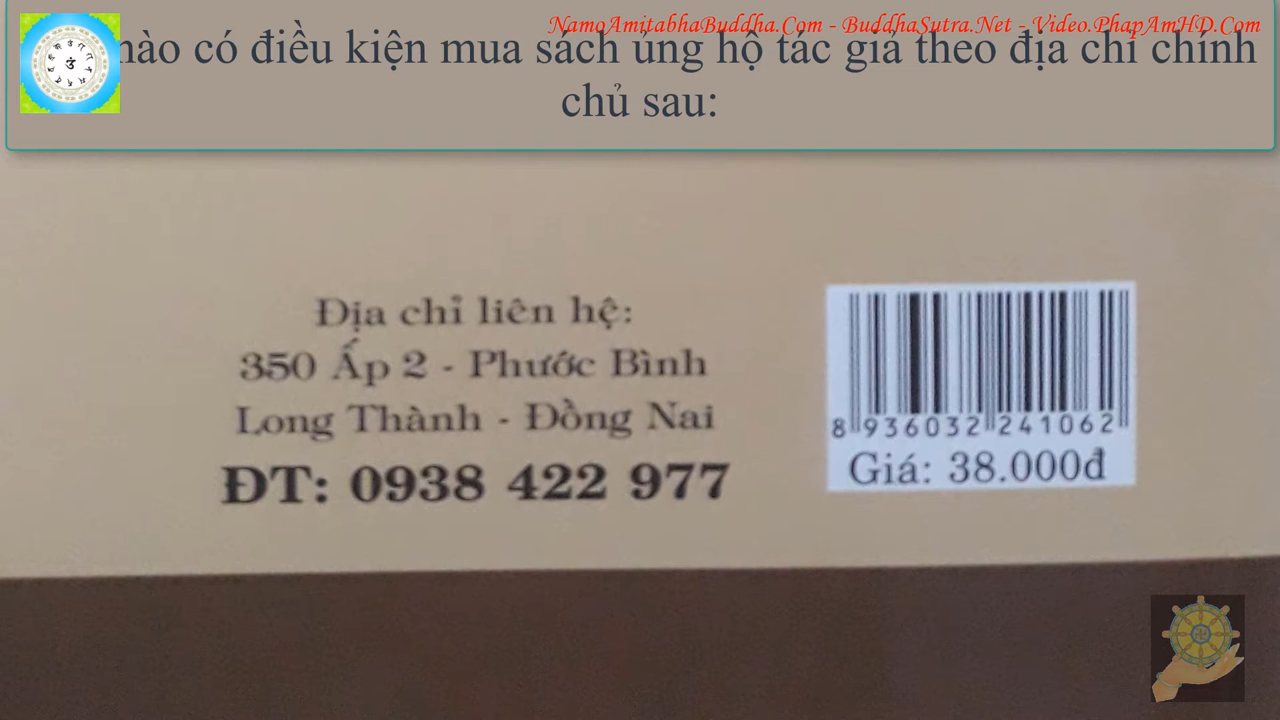 NamoAmitabhaBuddha.Com - BuddhaSutra.Net - Video.PhapAmHD.Com
nào có điều kiện mua sách ủng hộ tác giả theo địa chỉ chính
chủ sau:
Địa chỉ liên hệ:
350 Ấp 2 - Phước Bình
Long Thành - Đồng Nai
ĐT: 0938 422 977
8 936032 241062
Giá: 38.000đ